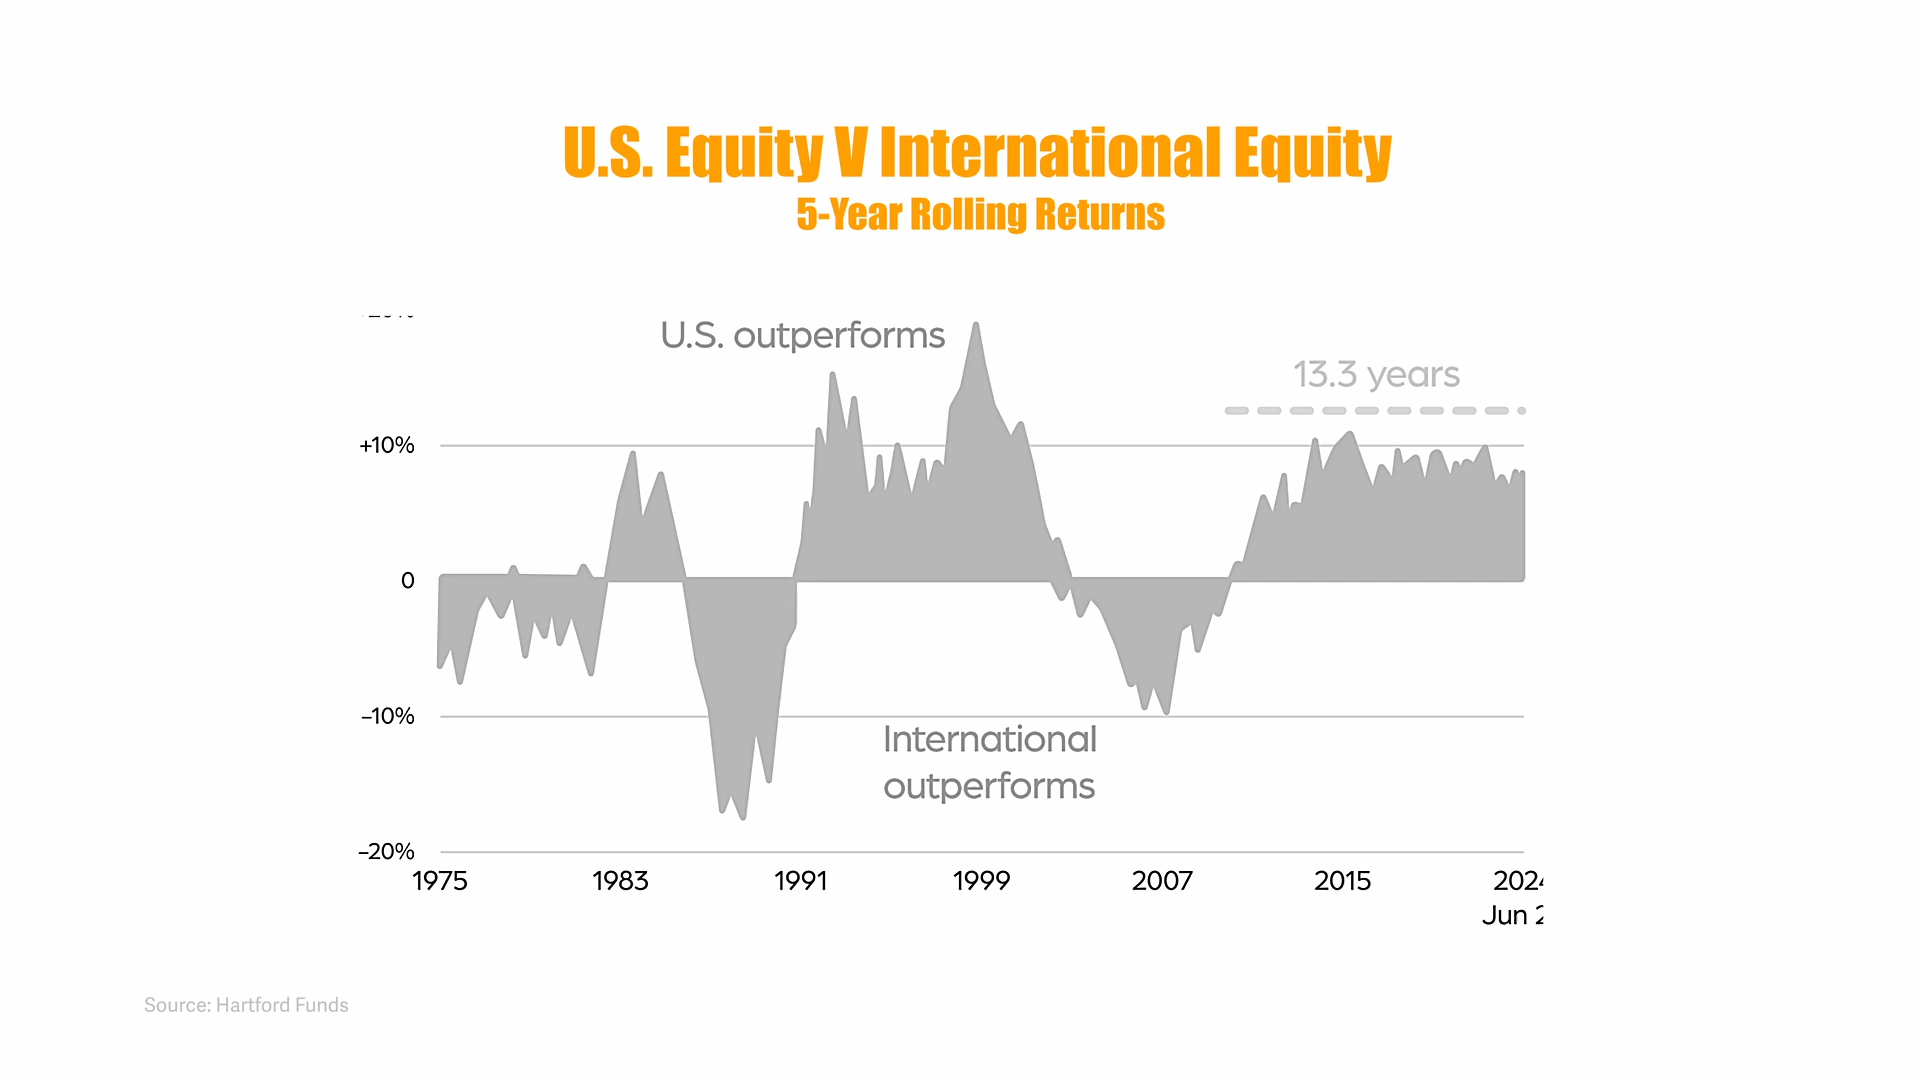 U.S. Equity V International Equity
5-Year Rolling Returns
U.S. outperforms
13.3 years
+10%
0
–10%
International
outperforms
–20%
1975 1983 1991 1999 2007 2015
Jun
Source: Hartford Funds